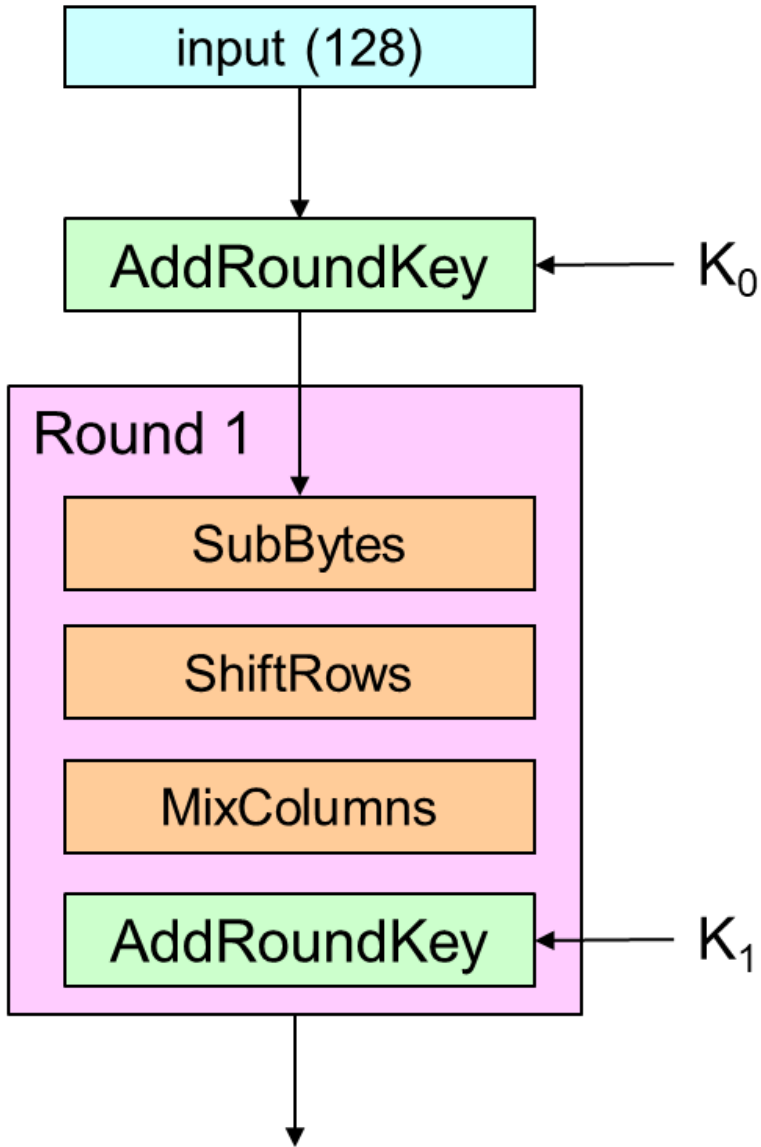 input (128)
AddRoundKey
K₀
Round 1
SubBytes
ShiftRows
MixColumns
AddRoundKey
K₁